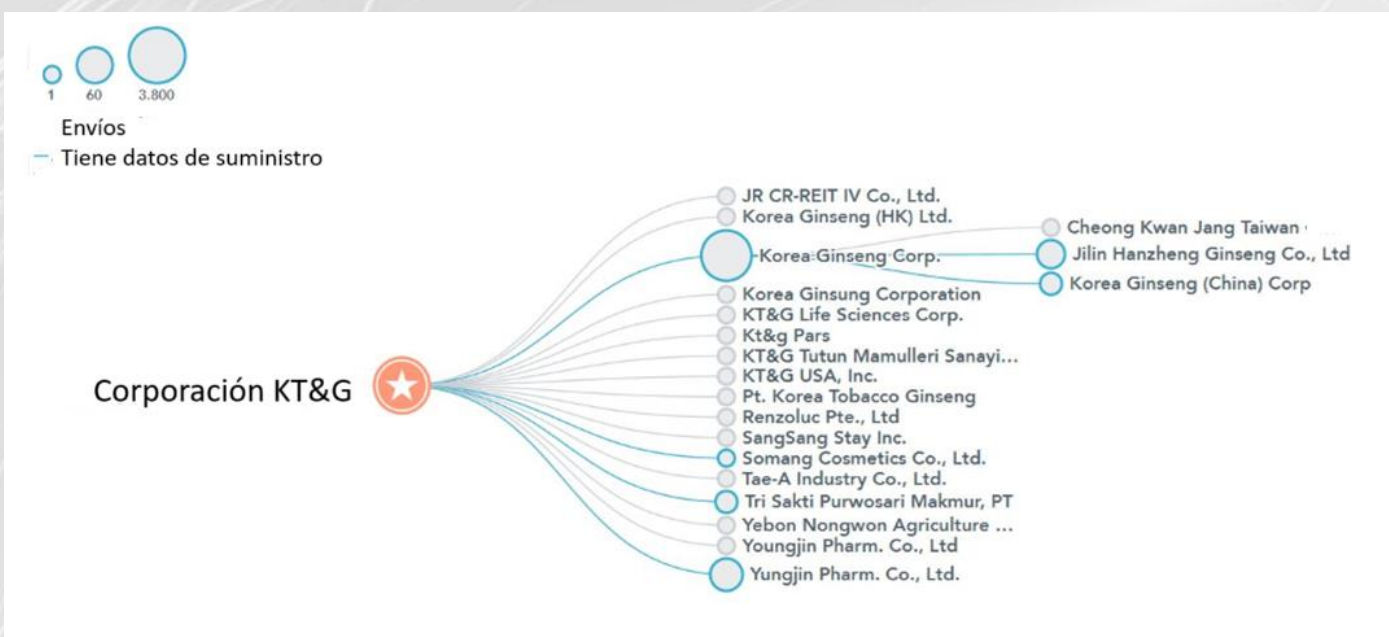 1 60 3.800
Envíos
Tiene datos de suministro
JR CR-REIT IV Co., Ltd.
Korea Ginseng (HK) Ltd.
Cheong Kwan Jang Taiwan
Korea Ginseng Corp.
Jilin Hanzheng Ginseng Co., Ltd
Korea Ginseng (China) Corp
Korea Ginsung Corporation
KT&G Life Sciences Corp.
Kt&g Pars
KT&G Tutun Mamulleri Sanayi...
KT&G USA, Inc.
Corporación KT&G
Pt. Korea Tobacco Ginseng
Renzoluc Pte., Ltd
SangSang Stay Inc.
Somang Cosmetics Co., Ltd.
Tae-A Industry Co., Ltd.
Tri Sakti Purwosari Makmur, PT
Yebon Nongwon Agriculture ...
Youngjin Pharm. Co., Ltd
Yungjin Pharm. Co., Ltd.